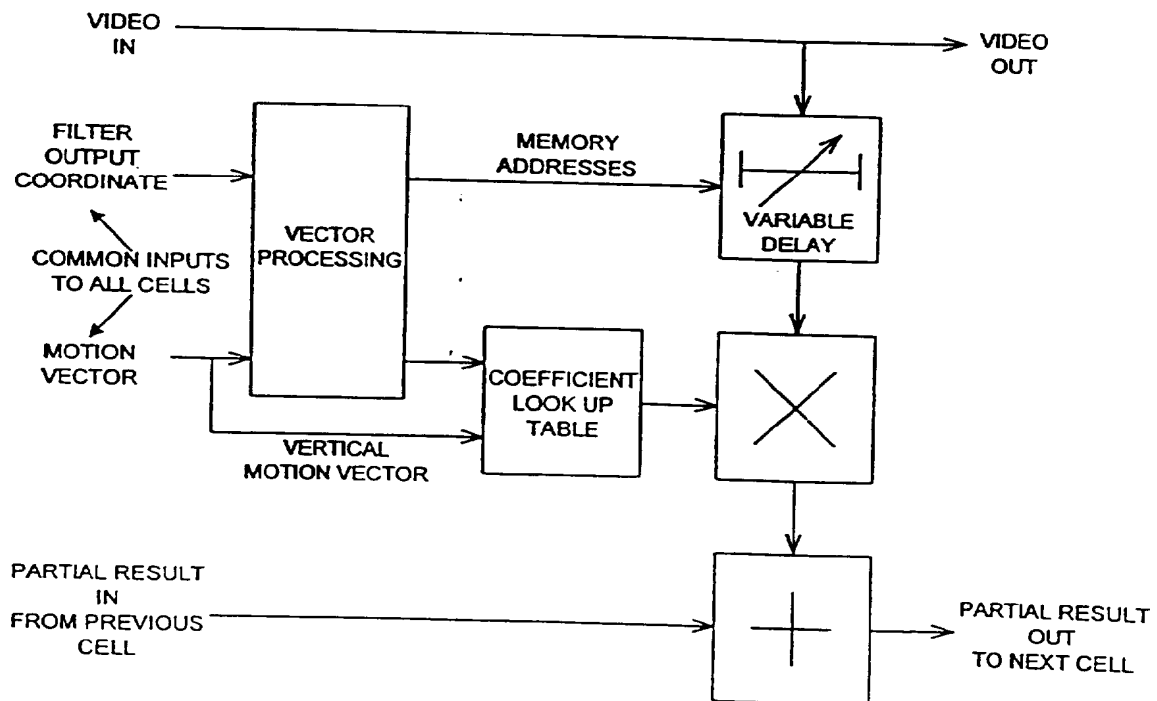 VIDEO
IN
VIDEO
OUT
FILTER
OUTPUT
COORDINATE
MEMORY
ADDRESSES
VARIABLE
DELAY
VECTOR
PROCESSING
COMMON INPUTS
TO ALL CELLS
MOTION
VECTOR
COEFFICIENT
LOOK UP
TABLE
VERTICAL
MOTION VECTOR
PARTIAL RESULT
IN
FROM PREVIOUS
CELL
PARTIAL RESULT
OUT
TO NEXT CELL